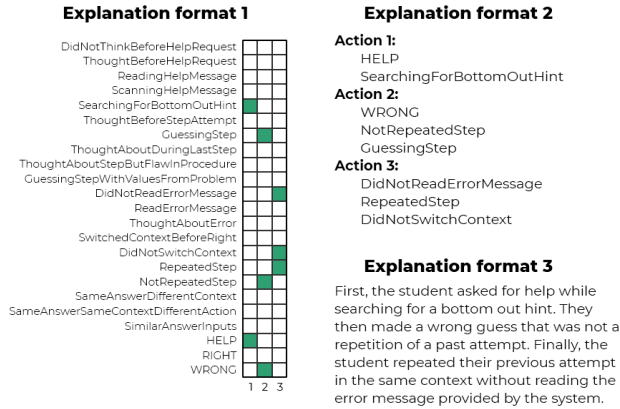 Explanation format 1
DidNotThinkBeforeHelpRequest
ThoughtBeforeHelpRequest
ReadingHelpMessage
ScanningHelpMessage
SearchingForBottomOutHint
ThoughtBeforeStepAttempt
GuessingStep
ThoughtAboutDuringLastStep
ThoughtAboutStepButFlawInProcedure
GuessingStepWithValuesFromProblem
DidNotReadErrorMessage
ReadErrorMessage
ThoughtAboutError
SwitchedContextBeforeRight
DidNotSwitchContext
RepeatedStep
NotRepeatedStep
SameAnswerDifferentContext
SameAnswerSameContextDifferentAction
SimilarAnswerInputs
HELP
RIGHT
WRONG
1 2 3
Explanation format 2
Action 1:
HELP
SearchingForBottomOutHint
Action 2:
WRONG
NotRepeatedStep
GuessingStep
Action 3:
DidNotReadErrorMessage
RepeatedStep
DidNotSwitchContext
Explanation format 3
First, the student asked for help while
searching for a bottom out hint. They
then made a wrong guess that was not a
repetition of a past attempt. Finally, the
student repeated their previous attempt
in the same context without reading the
error message provided by the system.